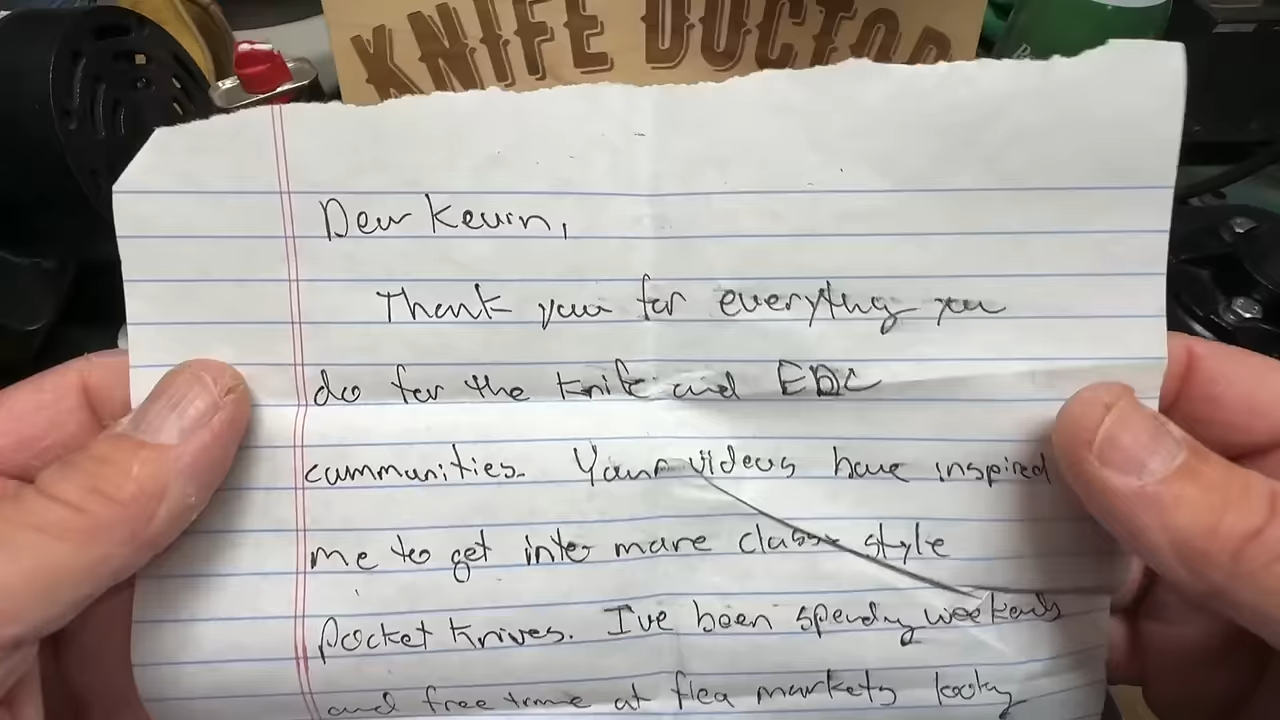 KNIFE DOCTOR
Dear Kevin,
Thank you for everything you
do for the knife and EDC
communities. Your videos have inspired
me to get into more classic style
pocket knives. I've been spending weekends
and free time at flea markets looking